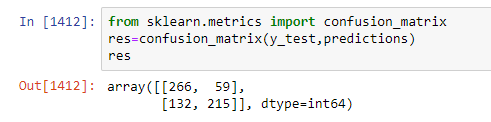 In [1412]: from sklearn.metrics import confusion_matrix
res=confusion_matrix(y_test,predictions)
res
Out[1412]: array([[266,  59],
       [132, 215]], dtype=int64)